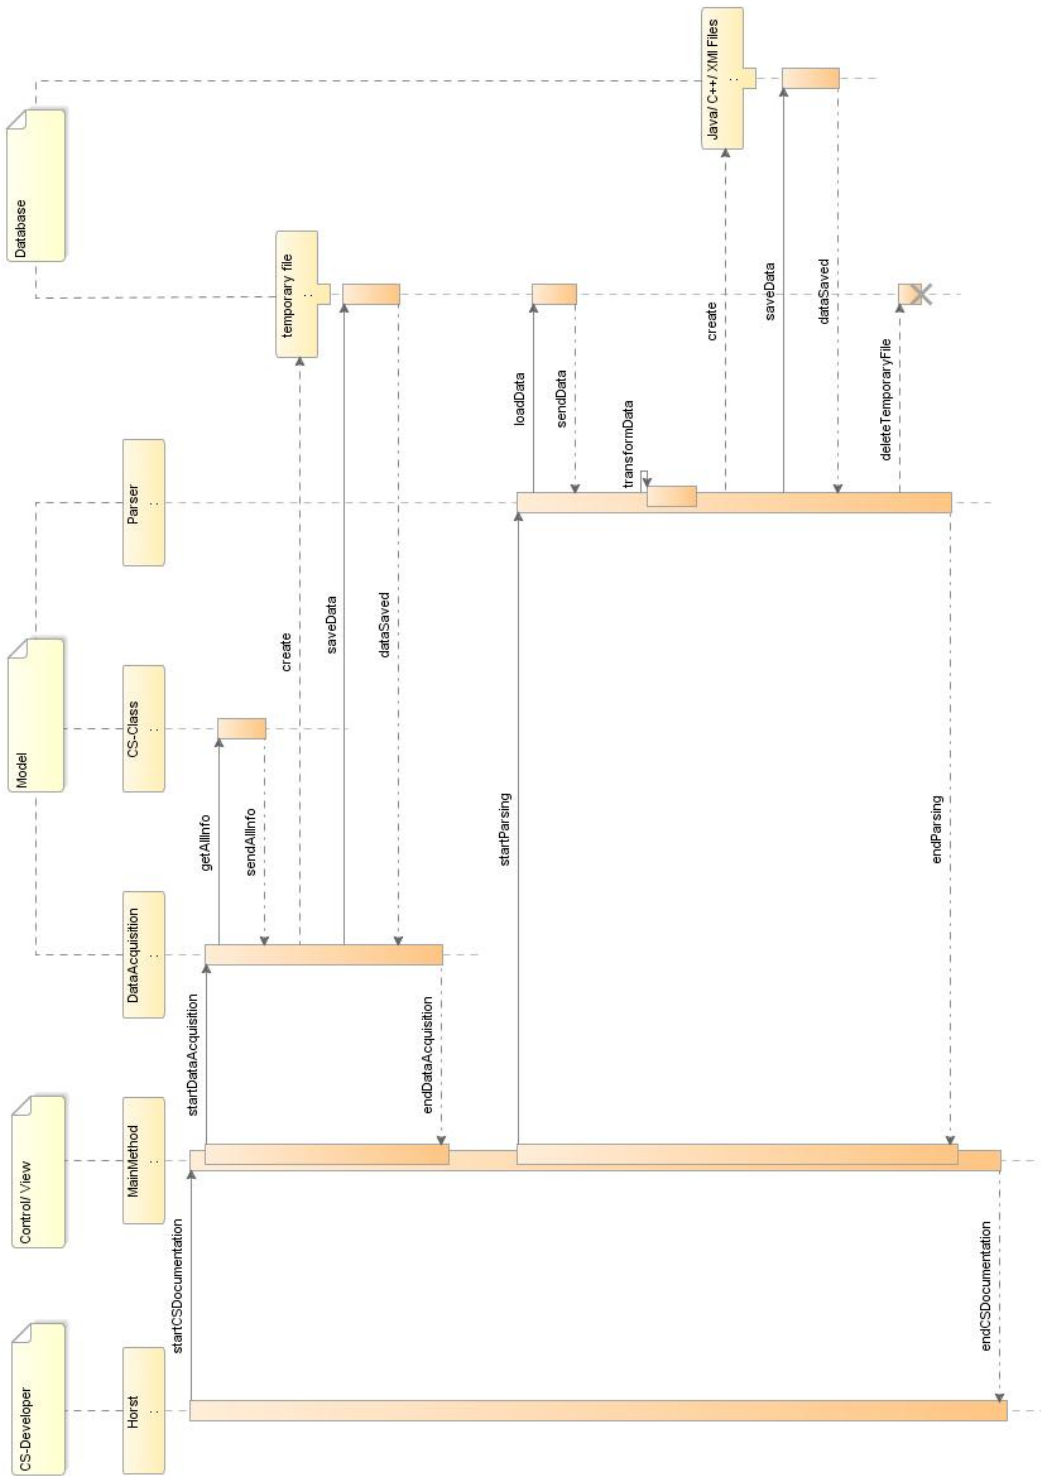 CS-Developer
Control/ View
Model
Database
Horst
:
MainMethod
:
DataAcquisition
:
CS-Class
:
Parser
:
startCSDocumentation
startDataAcquisition
getAllInfo
sendAllInfo
create
temporary file
:
saveData
dataSaved
endDataAcquisition
startParsing
loadData
sendData
transformData
create
Java/ C++/ XMI Files
:
saveData
dataSaved
deleteTemporaryFile
endParsing
endCSDocumentation